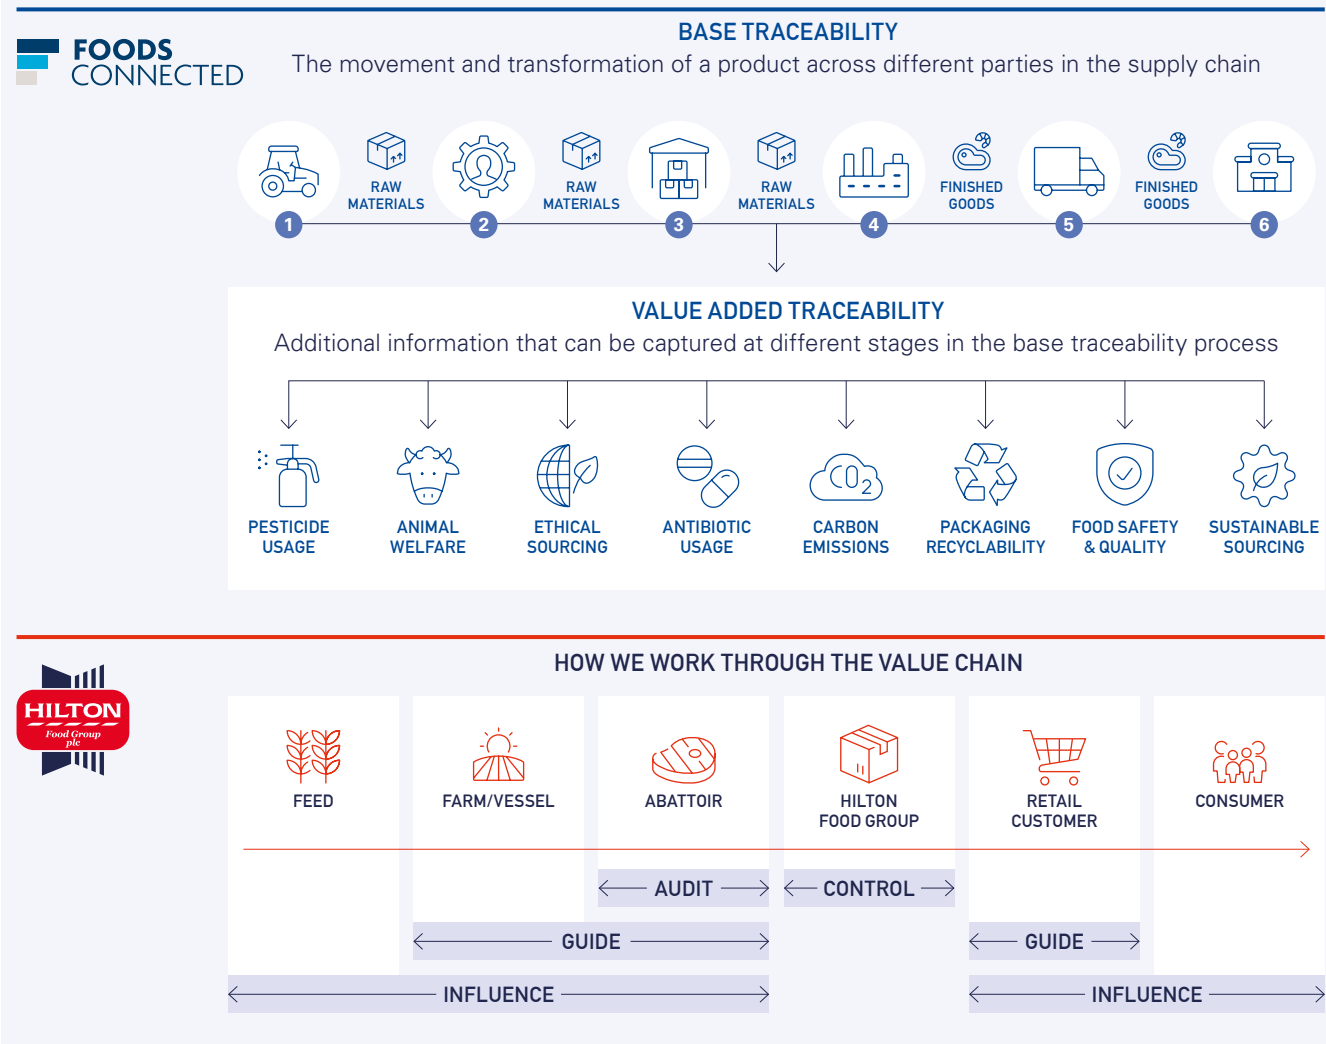 FOODS
CONNECTED
BASE TRACEABILITY
The movement and transformation of a product across different parties in the supply chain
RAW
MATERIALS
RAW
MATERIALS
RAW
MATERIALS
FINISHED
GOODS
FINISHED
GOODS
1
2
3
4
5
6
VALUE ADDED TRACEABILITY
Additional information that can be captured at different stages in the base traceability process
CO2
PESTICIDE
USAGE
ANIMAL
WELFARE
ETHICAL
SOURCING
ANTIBIOTIC
USAGE
CARBON
EMISSIONS
PACKAGING
RECYCLABILITY
FOOD SAFETY
& QUALITY
SUSTAINABLE
SOURCING
HILTON
Food Group
plc
HOW WE WORK THROUGH THE VALUE CHAIN
FEED
FARM/VESSEL
ABATTOIR
HILTON
FOOD GROUP
RETAIL
CUSTOMER
CONSUMER
AUDIT
CONTROL
GUIDE
GUIDE
INFLUENCE
INFLUENCE